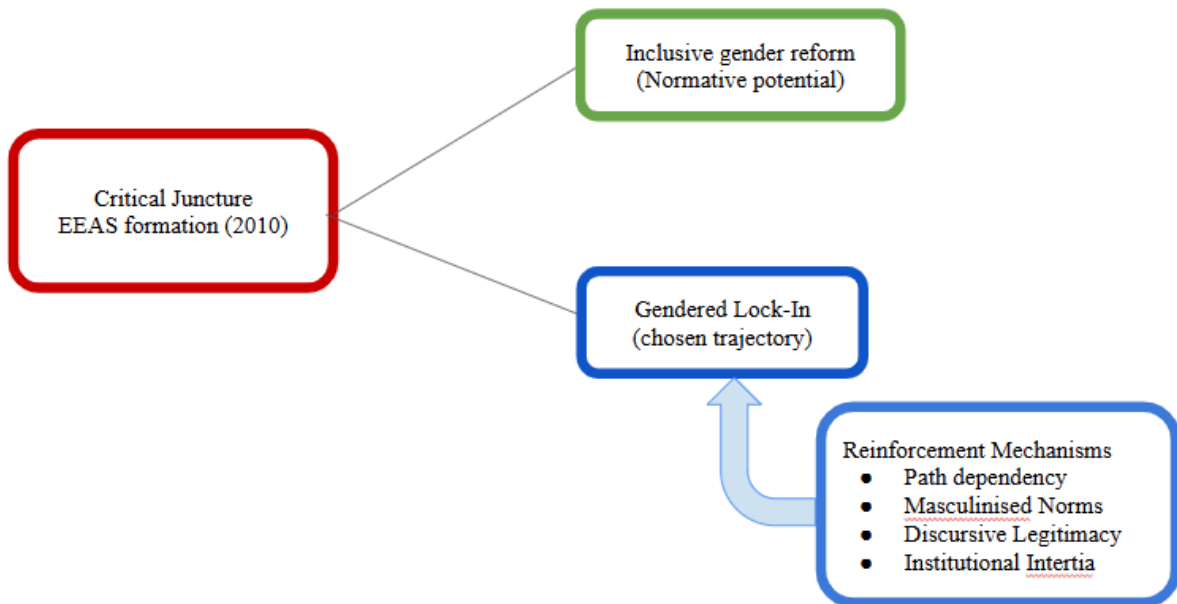 Inclusive gender reform
(Normative potential)
Critical Juncture
EEAS formation (2010)
Gendered Lock-In
(chosen trajectory)
Reinforcement Mechanisms
● Path dependency
● Masculinised Norms
● Discursive Legitimacy
● Institutional Intertia